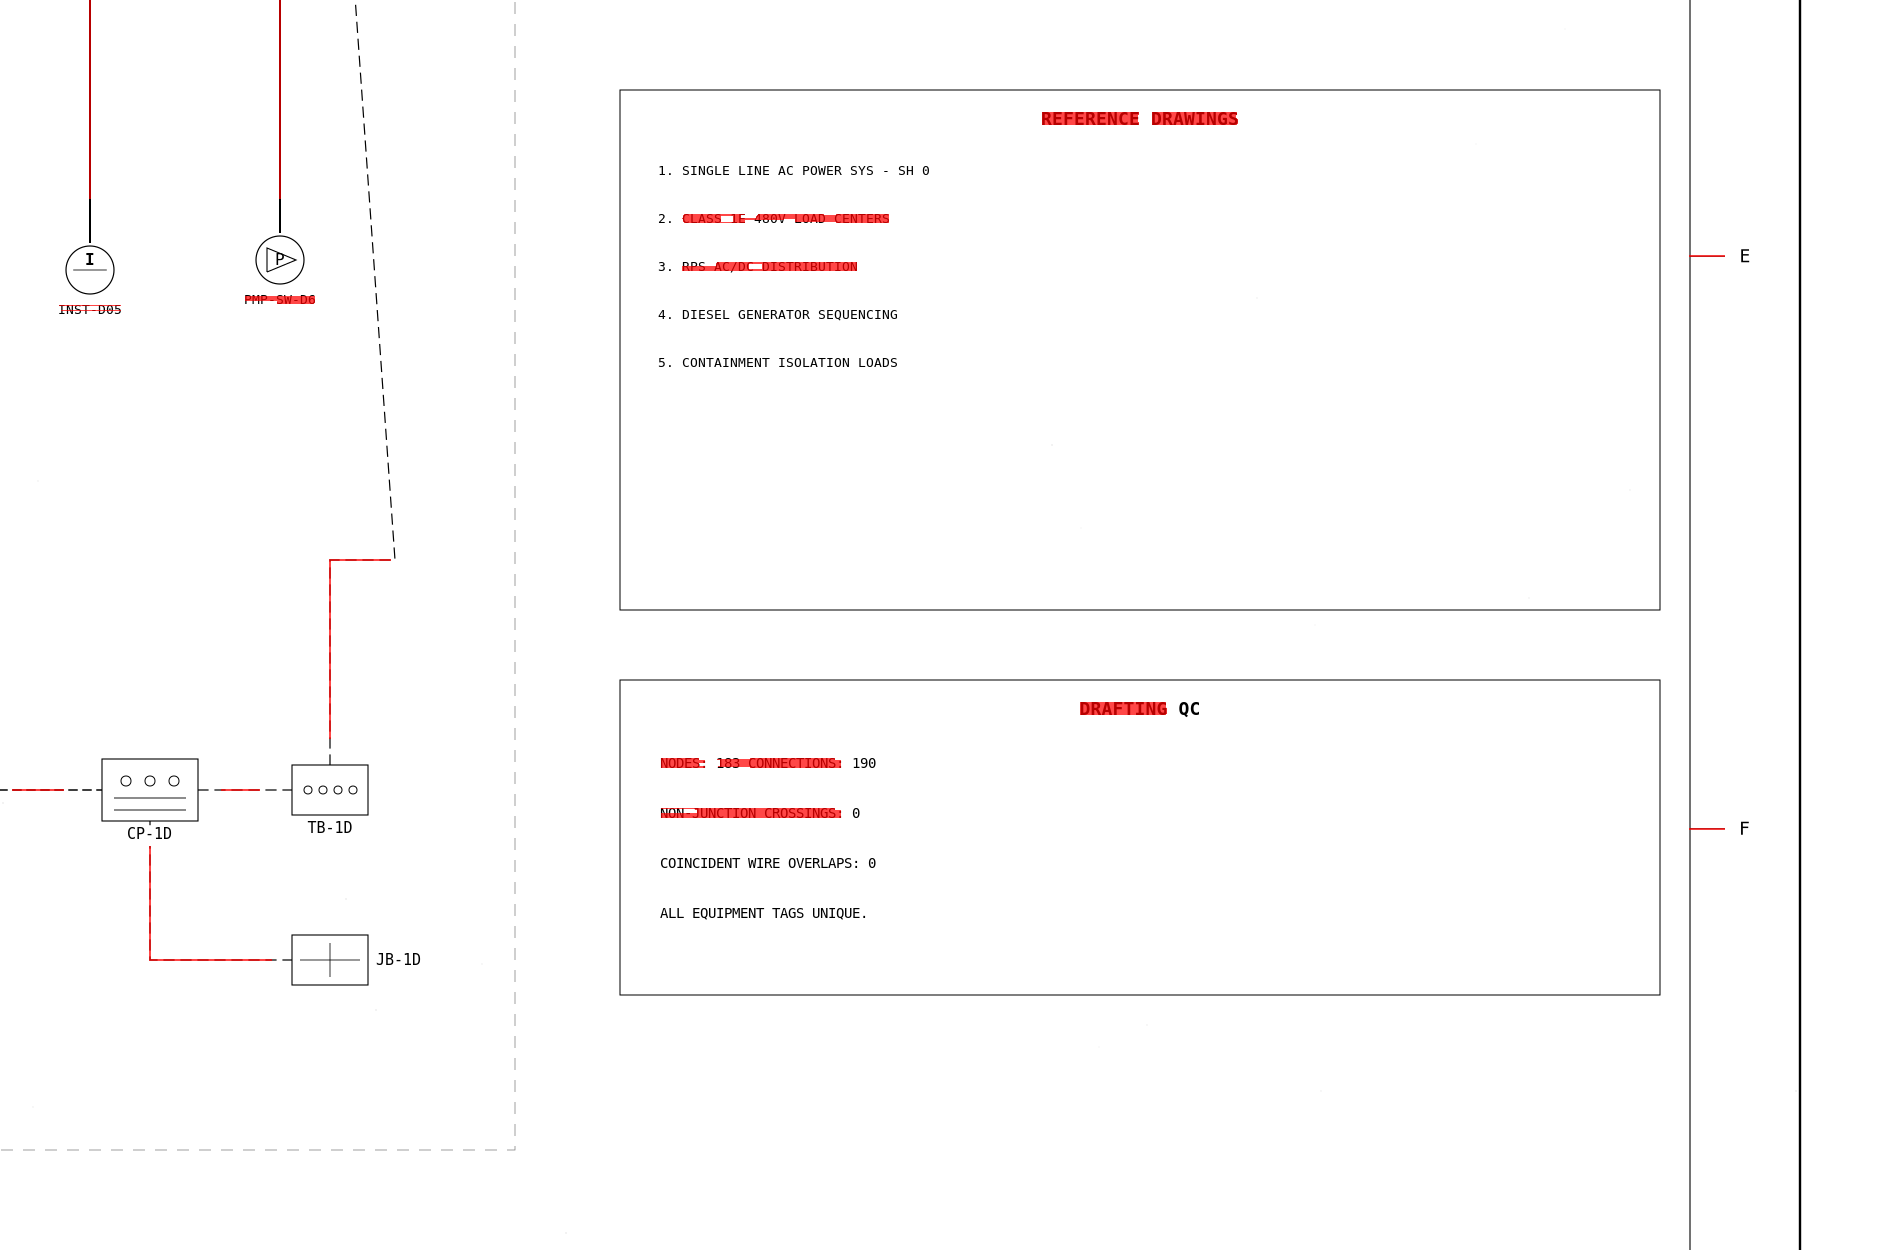 REFERENCE DRAWINGS
1. SINGLE LINE AC POWER SYS - SH 0
2. CLASS 1E 480V LOAD CENTERS
3. RPS AC/DC DISTRIBUTION
4. DIESEL GENERATOR SEQUENCING
5. CONTAINMENT ISOLATION LOADS
E
I
P
INST-D05
PMP-SW-D6
DRAFTING QC
NODES: 183 CONNECTIONS: 190
NON-JUNCTION CROSSINGS: 0
COINCIDENT WIRE OVERLAPS: 0
ALL EQUIPMENT TAGS UNIQUE.
F
CP-1D
TB-1D
JB-1D